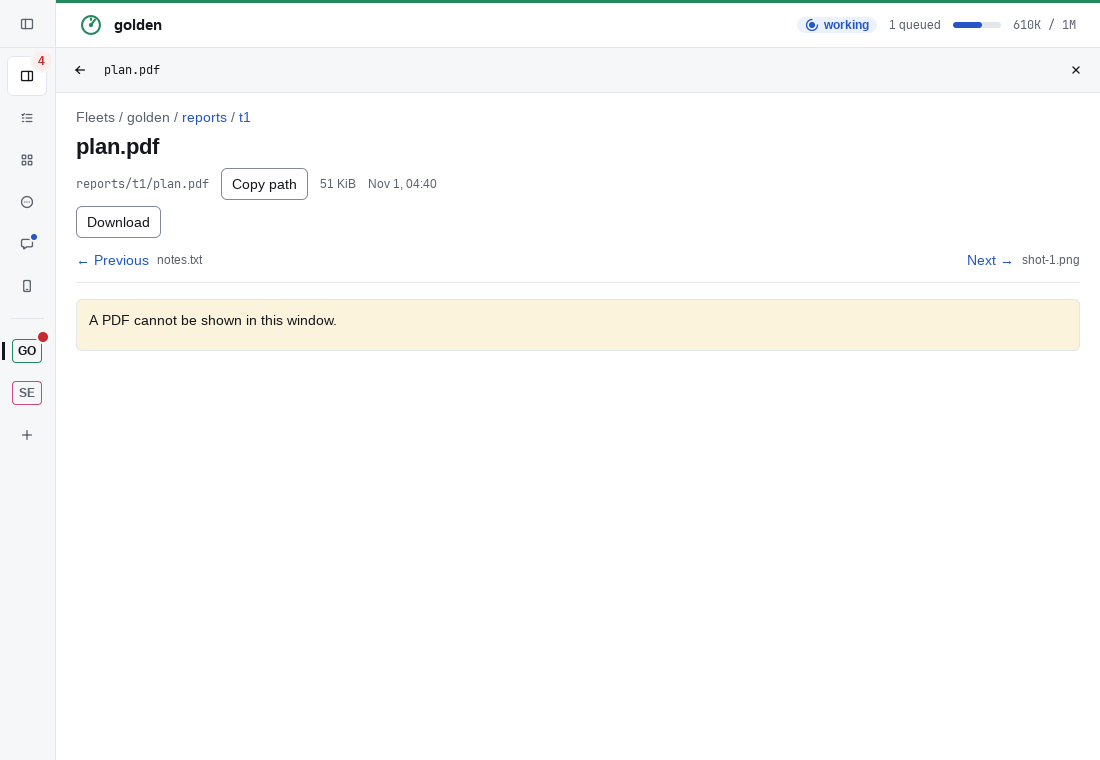 golden
working
1 queued
610K / 1M
4
plan.pdf
Fleets / golden / reports / t1
plan.pdf
reports/t1/plan.pdf
Copy path
51 KiB
Nov 1, 04:40
Download
← Previous notes.txt
Next → shot-1.png
A PDF cannot be shown in this window.
GO
SE